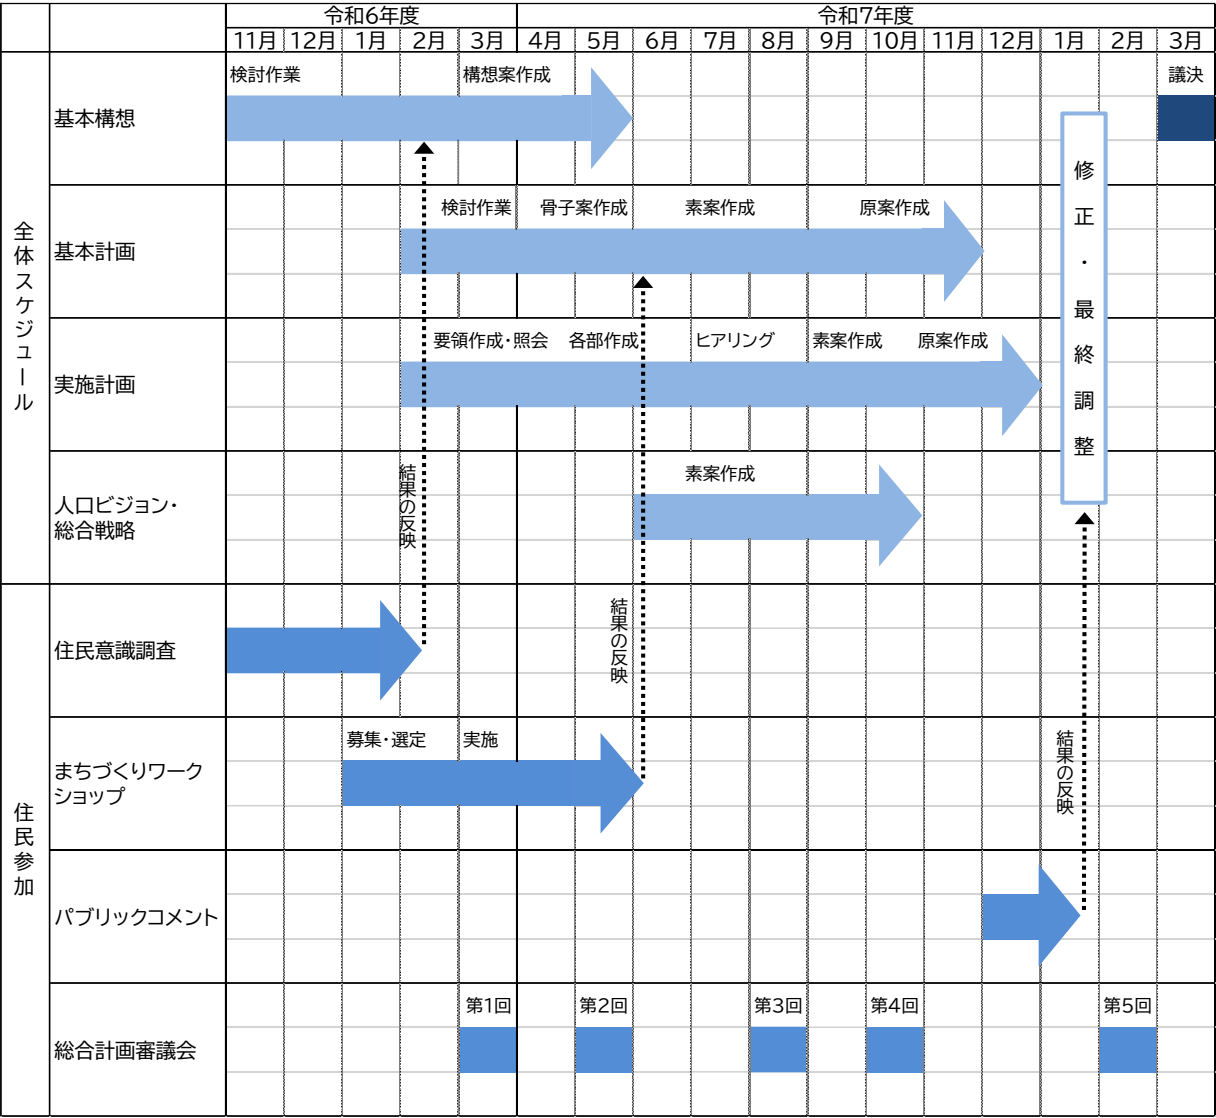 令和6年度
令和7年度
11月 12月 1月 2月 3月 4月 5月 6月 7月 8月 9月 10月 11月 12月 1月 2月 3月
全体スケジュール
基本構想
検討作業 構想案作成 議決
基本計画
検討作業 骨子案作成 素案作成 原案作成
実施計画
要領作成・照会 各部作成 ヒアリング 素案作成 原案作成
人口ビジョン・
総合戦略
素案作成
修正・最終調整
結果の反映
住民参加
住民意識調査
結果の反映
まちづくりワーク
ショップ
募集・選定 実施
結果の反映
パブリックコメント
総合計画審議会
第1回 第2回 第3回 第4回 第5回